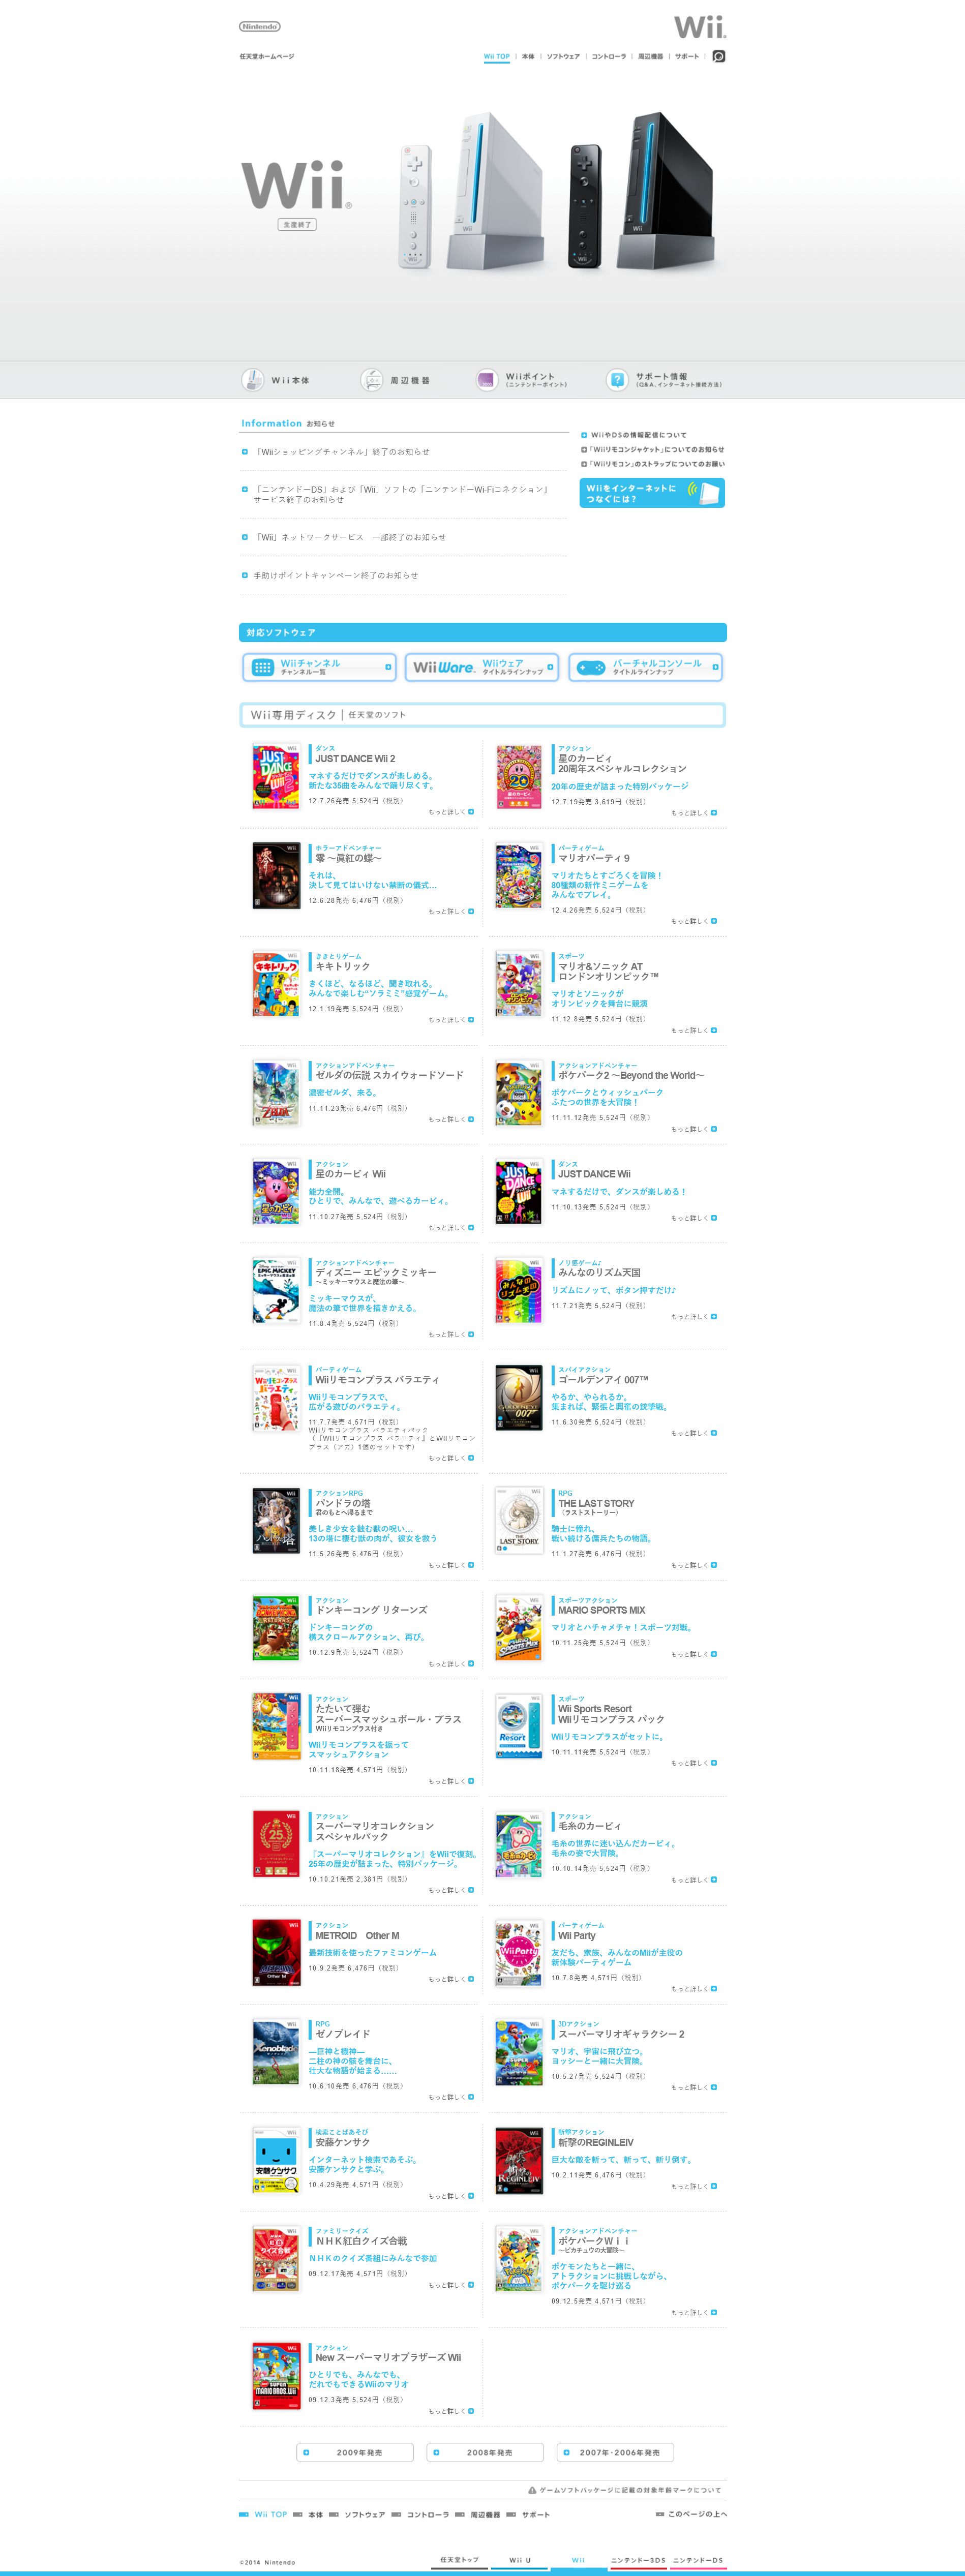 Nintendo
Wii
任天堂ホームページ
Wii TOP
本体
ソフトウェア
コントローラ
周辺機器
サポート
Wii
生産終了
Wii本体
周辺機器
Wiiポイント
(ニンテンドーポイント)
サポート情報
(Q&A、インターネット接続方法)
Information お知らせ
「Wiiショッピングチャンネル」終了のお知らせ
「ニンテンドーDS」および「Wii」ソフトの「ニンテンドーWi-Fiコネクション」
サービス終了のお知らせ
「Wii」ネットワークサービス　一部終了のお知らせ
手助けポイントキャンペーン終了のお知らせ
WiiやDSの情報配信について
「Wiiリモコンジャケット」についてのお知らせ
「Wiiリモコン」のストラップについてのお願い
Wiiをインターネットに
つなぐには？
対応ソフトウェア
Wiiチャンネル
チャンネル一覧
WiiWare
Wiiウェア
タイトルラインナップ
バーチャルコンソール
タイトルラインナップ
Wii専用ディスク｜任天堂のソフト
ダンス
JUST DANCE Wii 2
マネするだけでダンスが楽しめる。
新たな35曲をみんなで踊り尽くす。
12.7.26発売 5,524円（税別）
もっと詳しく
アクション
星のカービィ
20周年スペシャルコレクション
20年の歴史が詰まった特別パッケージ
12.7.19発売 3,619円（税別）
もっと詳しく
ホラーアドベンチャー
零 ～眞紅の蝶～
それは、
決して見てはいけない禁断の儀式…
12.6.28発売 6,476円（税別）
もっと詳しく
パーティゲーム
マリオパーティ９
マリオたちとすごろくを冒険！
80種類の新作ミニゲームを
みんなでプレイ。
12.4.26発売 5,524円（税別）
もっと詳しく
ききとりゲーム
キキトリック
きくほど、なるほど、聞き取れる。
みんなで楽しむ“ソラミミ”感覚ゲーム。
12.1.19発売 5,524円（税別）
もっと詳しく
スポーツ
マリオ&ソニック AT
ロンドンオリンピック™
マリオとソニックが
オリンピックを舞台に競演
11.12.8発売 5,524円（税別）
もっと詳しく
アクションアドベンチャー
ゼルダの伝説 スカイウォードソード
濃密ゼルダ、来る。
11.11.23発売 6,476円（税別）
もっと詳しく
アクションアドベンチャー
ポケパーク2 ～Beyond the World～
ポケパークとウィッシュパーク
ふたつの世界を大冒険！
11.11.12発売 5,524円（税別）
もっと詳しく
アクション
星のカービィ Wii
能力全開。
ひとりで、みんなで、遊べるカービィ。
11.10.27発売 5,524円（税別）
もっと詳しく
ダンス
JUST DANCE Wii
マネするだけで、ダンスが楽しめる！
11.10.13発売 5,524円（税別）
もっと詳しく
アクションアドベンチャー
ディズニー エピックミッキー
～ミッキーマウスと魔法の筆～
ミッキーマウスが、
魔法の筆で世界を描きかえる。
11.8.4発売 5,524円（税別）
もっと詳しく
ノリ感ゲーム♪
みんなのリズム天国
リズムにノッて、ボタン押すだけ♪
11.7.21発売 5,524円（税別）
もっと詳しく
パーティゲーム
Wiiリモコンプラス バラエティ
Wiiリモコンプラスで、
広がる遊びのバラエティ。
11.7.7発売 4,571円（税別）
Wiiリモコンプラス バラエティパック
（『Wiiリモコンプラス バラエティ』とWiiリモコン
プラス（アカ）1個のセットです）
もっと詳しく
スパイアクション
ゴールデンアイ 007™
やるか、やられるか。
集まれば、緊張と興奮の銃撃戦。
11.6.30発売 5,524円（税別）
もっと詳しく
アクションRPG
パンドラの塔
君のもとへ帰るまで
美しき少女を蝕む獣の呪い…
13の塔に棲む獣の肉が、彼女を救う
11.5.26発売 6,476円（税別）
もっと詳しく
RPG
THE LAST STORY
（ラストストーリー）
騎士に憧れ、
戦い続ける傭兵たちの物語。
11.1.27発売 6,476円（税別）
もっと詳しく
アクション
ドンキーコング リターンズ
ドンキーコングの
横スクロールアクション、再び。
10.12.9発売 5,524円（税別）
もっと詳しく
スポーツアクション
MARIO SPORTS MIX
マリオとハチャメチャ！スポーツ対戦。
10.11.25発売 5,524円（税別）
もっと詳しく
アクション
たたいて弾む
スーパースマッシュボール・プラス
Wiiリモコンプラス付き
Wiiリモコンプラスを振って
スマッシュアクション
10.11.18発売 4,571円（税別）
もっと詳しく
スポーツ
Wii Sports Resort
Wiiリモコンプラス パック
Wiiリモコンプラスがセットに。
10.11.11発売 5,524円（税別）
もっと詳しく
アクション
スーパーマリオコレクション
スペシャルパック
『スーパーマリオコレクション』をWiiで復刻。
25年の歴史が詰まった、特別パッケージ。
10.10.21発売 2,381円（税別）
もっと詳しく
アクション
毛糸のカービィ
毛糸の世界に迷い込んだカービィ。
毛糸の姿で大冒険。
10.10.14発売 5,524円（税別）
もっと詳しく
アクション
METROID　Other M
最新技術を使ったファミコンゲーム
10.9.2発売 6,476円（税別）
もっと詳しく
パーティゲーム
Wii Party
友だち、家族、みんなのMiiが主役の
新体験パーティゲーム
10.7.8発売 4,571円（税別）
もっと詳しく
RPG
ゼノブレイド
―巨神と機神―
二柱の神の骸を舞台に、
壮大な物語が始まる……
10.6.10発売 6,476円（税別）
もっと詳しく
3Dアクション
スーパーマリオギャラクシー 2
マリオ、宇宙に飛び立つ。
ヨッシーと一緒に大冒険。
10.5.27発売 5,524円（税別）
もっと詳しく
検索ことばあそび
安藤ケンサク
インターネット検索であそぶ。
安藤ケンサクと学ぶ。
10.4.29発売 4,571円（税別）
もっと詳しく
斬撃アクション
斬撃のREGINLEIV
巨大な敵を斬って、斬って、斬り倒す。
10.2.11発売 6,476円（税別）
もっと詳しく
ファミリークイズ
ＮＨＫ紅白クイズ合戦
ＮＨＫのクイズ番組にみんなで参加
09.12.17発売 4,571円（税別）
もっと詳しく
アクションアドベンチャー
ポケパークＷｉｉ
～ピカチュウの大冒険～
ポケモンたちと一緒に、
アトラクションに挑戦しながら、
ポケパークを駆け巡る
09.12.5発売 4,571円（税別）
もっと詳しく
アクション
New スーパーマリオブラザーズ Wii
ひとりでも、みんなでも、
だれでもできるWiiのマリオ
09.12.3発売 5,524円（税別）
もっと詳しく
2009年発売
2008年発売
2007年・2006年発売
ゲームソフトパッケージに記載の対象年齢マークについて
Wii TOP
本体
ソフトウェア
コントローラ
周辺機器
サポート
このページの上へ
©2014 Nintendo
任天堂トップ
Wii U
Wii
ニンテンドー3DS
ニンテンドーDS